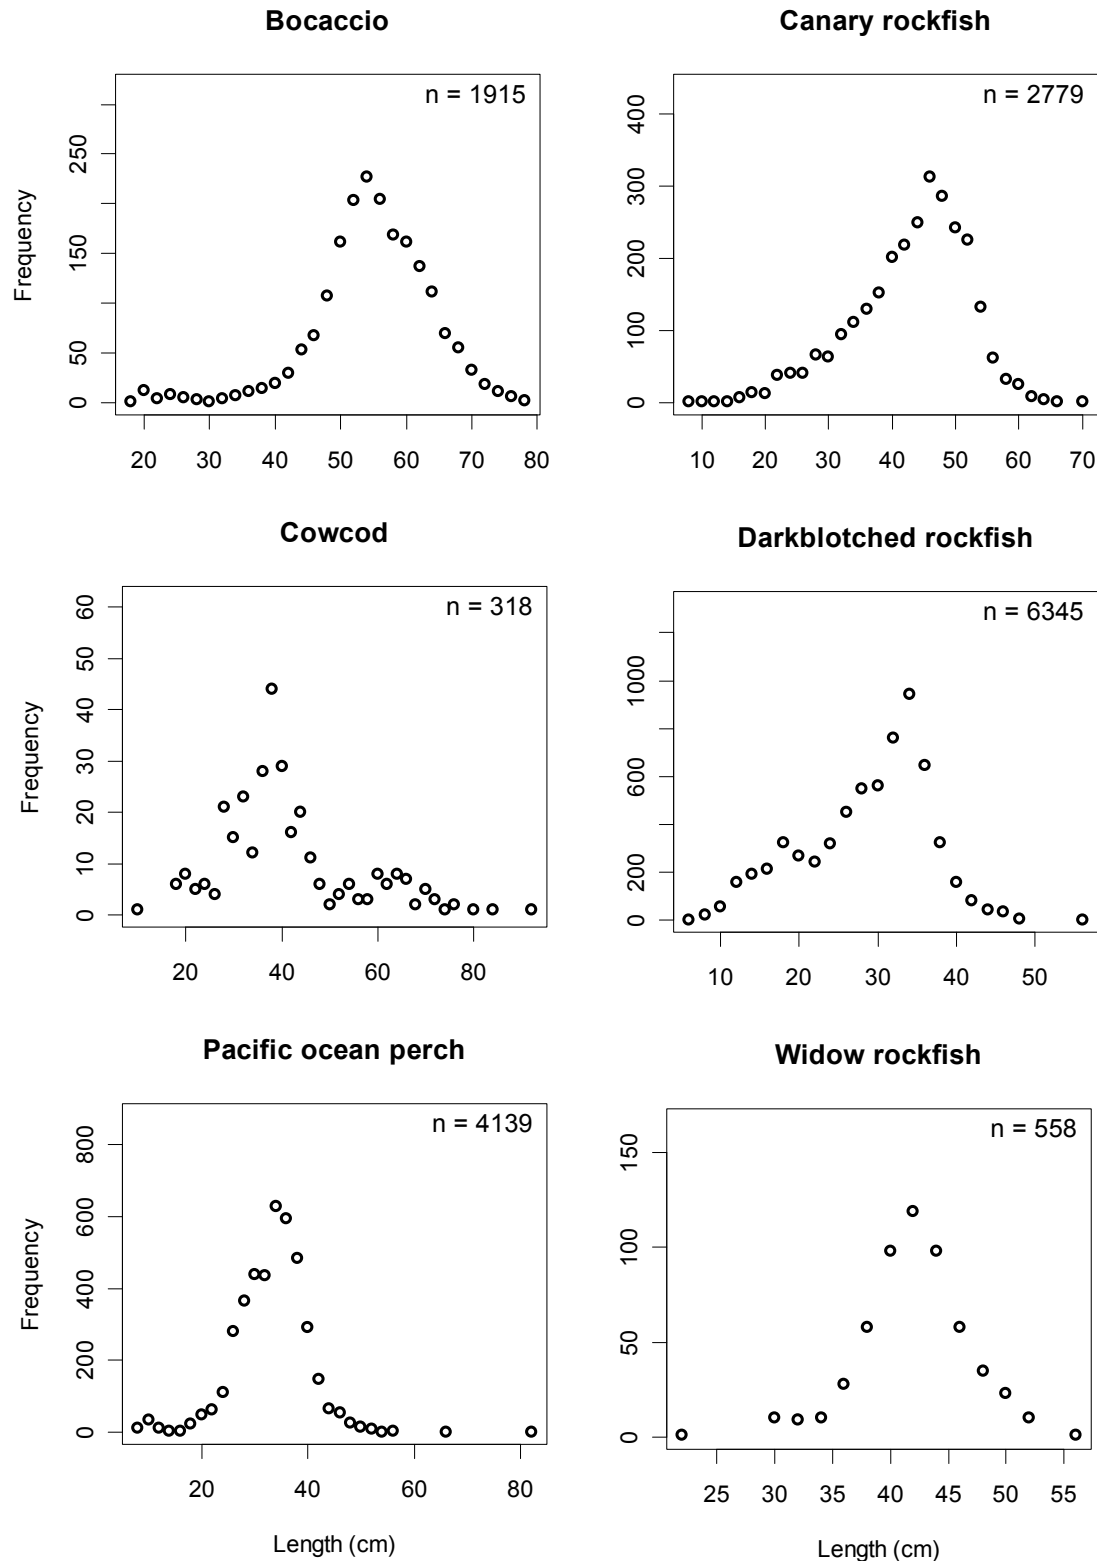 Bocaccio
n = 1915
Frequency
250
150
50
0
20 30 40 50 60 70 80
Canary rockfish
n = 2779
400
300
200
100
0
10 20 30 40 50 60 70
Cowcod
n = 318
Frequency
60
50
40
30
20
10
0
20 40 60 80
Darkblotched rockfish
n = 6345
1000
600
200
0
10 20 30 40 50
Pacific ocean perch
n = 4139
Frequency
800
600
400
200
0
20 40 60 80
Length (cm)
Widow rockfish
n = 558
150
100
50
0
25 30 35 40 45 50 55
Length (cm)